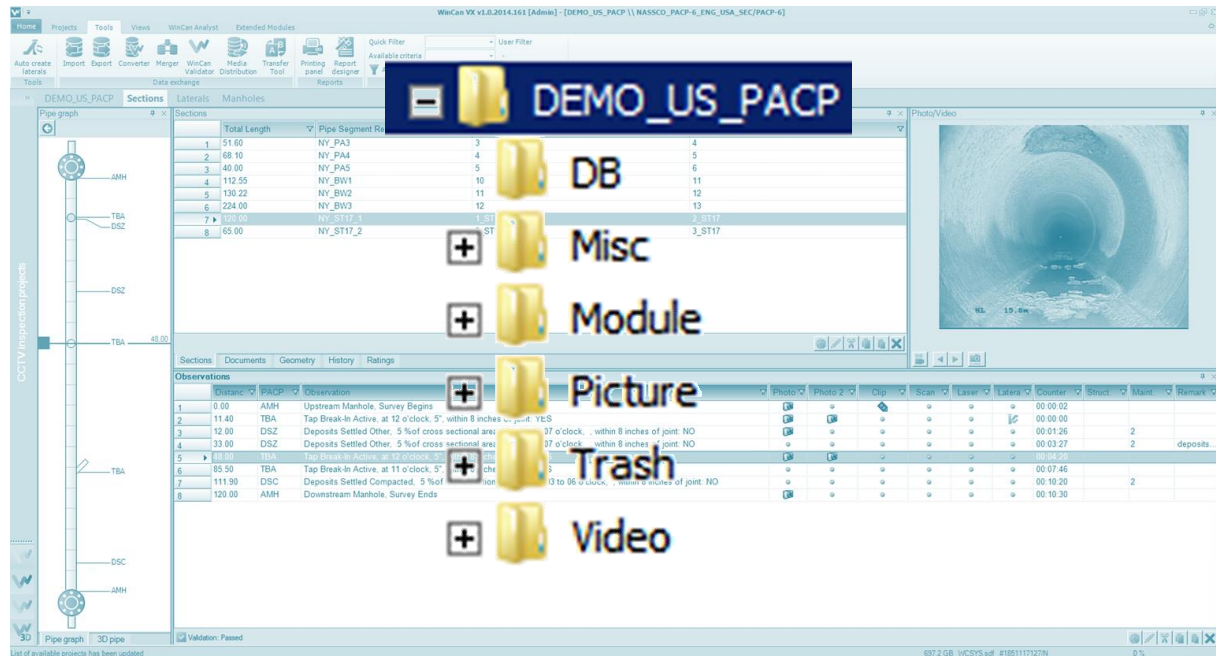 WinCan VX v1.0.2014.161 [Admin] - [DEMO_US_PACP \\ NASSCO_PACP-6_ENG_USA_SEC/PACP-6]
Home Projects Tools Views WinCan Analyst Extended Modules
Auto create laterals Import Export Converter Merger WinCan Validator Media Distribution Transfer Tool Printing panel Report designer
Quick Filter User Filter
Available criteria
Tools Data exchange Reports
DEMO_US_PACP Sections Laterals Manholes
DEMO_US_PACP
DB
Misc
Module
Picture
Trash
Video
Pipe graph
Sections
Photo/Video
CCTV inspection projects
AMH
TBA
DSZ
DSZ
TBA 48.00
TBA
DSC
AMH
Total Length Pipe Segment Re
1 51.60 NY_PA3 3 4
2 68.10 NY_PA4 4 5
3 40.00 NY_PA5 5 6
4 112.55 NY_BW1 10 11
5 130.22 NY_BW2 11 12
6 224.00 NY_BW3 12 13
7 120.00 NY_ST17_1 1_ST 2_ST17
8 65.00 NY_ST17_2 ST 3_ST17
HL 15.8m
Sections Documents Geometry History Ratings
Observations
Distanc PACP Observation Photo Photo 2 Clip Scan Laser Latera Counter Struct. Maint. Remark
1 0.00 AMH Upstream Manhole, Survey Begins 00:00:02
2 11.40 TBA Tap Break-In Active, at 12 o'clock, 5", within 8 inches of joint: YES 00:00:00
3 12.00 DSZ Deposits Settled Other, 5 %of cross sectional area 07 o'clock, , within 8 inches of joint: NO 00:01:26 2
4 33.00 DSZ Deposits Settled Other, 5 %of cross sectional area 07 o'clock, , within 8 inches of joint: NO 00:03:27 2 deposits...
5 48.00 TBA Tap Break-In Active, at 12 o'clock, 5", 00:04:20
6 85.50 TBA Tap Break-In Active, at 11 o'clock, 5", 00:07:46
7 111.90 DSC Deposits Settled Compacted, 5 %of to 06 o'clock, , within 8 inches of joint: NO 00:10:20 2
8 120.00 AMH Downstream Manhole, Survey Ends 00:10:30
3D Pipe graph 3D pipe
Validation: Passed
List of available projects has been updated
697.2 GB WCSYS.sdf #1851117127/N 0 %